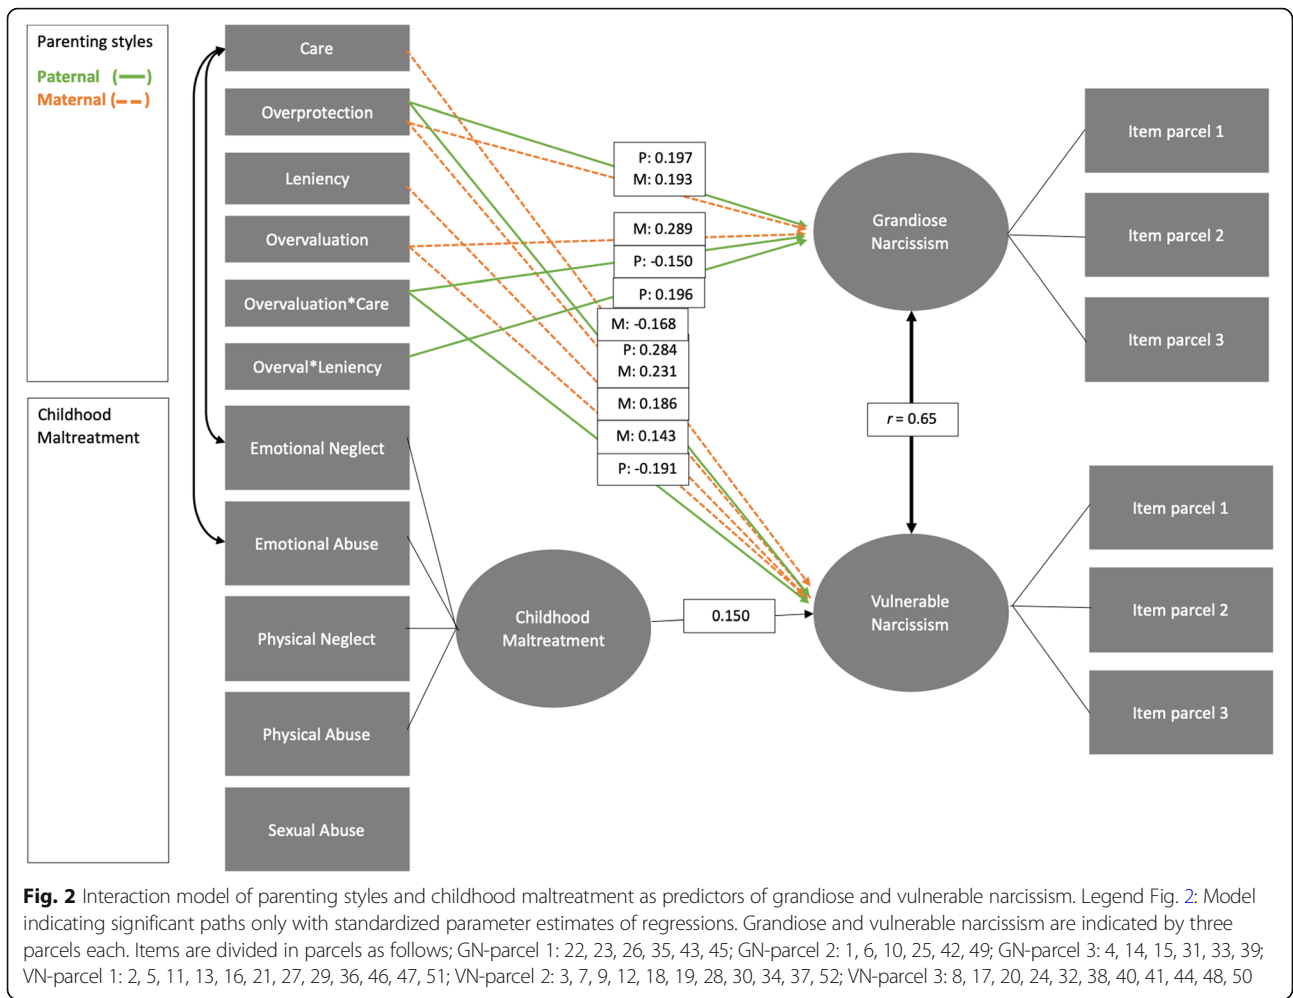 Parenting styles
Paternal (—)
Maternal (– –)
Childhood
Maltreatment
Care
Overprotection
Leniency
Overvaluation
Overvaluation*Care
Overval*Leniency
Emotional Neglect
Emotional Abuse
Physical Neglect
Physical Abuse
Sexual Abuse
P: 0.197
M: 0.193
M: 0.289
P: -0.150
P: 0.196
M: -0.168
P: 0.284
M: 0.231
M: 0.186
M: 0.143
P: -0.191
Childhood
Maltreatment
0.150
Grandiose
Narcissism
r = 0.65
Vulnerable
Narcissism
Item parcel 1
Item parcel 2
Item parcel 3
Item parcel 1
Item parcel 2
Item parcel 3
Fig. 2 Interaction model of parenting styles and childhood maltreatment as predictors of grandiose and vulnerable narcissism. Legend Fig. 2: Model
indicating significant paths only with standardized parameter estimates of regressions. Grandiose and vulnerable narcissism are indicated by three
parcels each. Items are divided in parcels as follows; GN-parcel 1: 22, 23, 26, 35, 43, 45; GN-parcel 2: 1, 6, 10, 25, 42, 49; GN-parcel 3: 4, 14, 15, 31, 33, 39;
VN-parcel 1: 2, 5, 11, 13, 16, 21, 27, 29, 36, 46, 47, 51; VN-parcel 2: 3, 7, 9, 12, 18, 19, 28, 30, 34, 37, 52; VN-parcel 3: 8, 17, 20, 24, 32, 38, 40, 41, 44, 48, 50